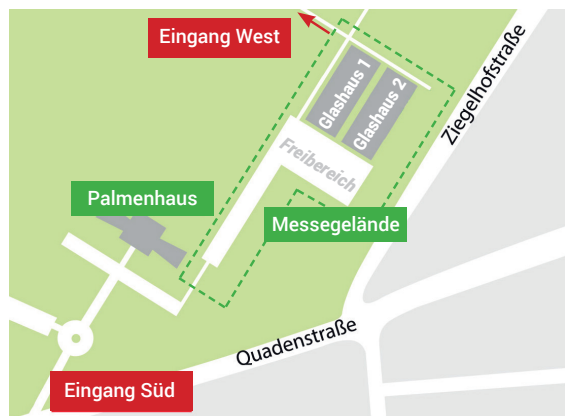 Eingang West
Glashaus 1
Glashaus 2
Ziegelhofstraße
Freibereich
Palmenhaus
Messegelände
Quadenstraße
Eingang Süd